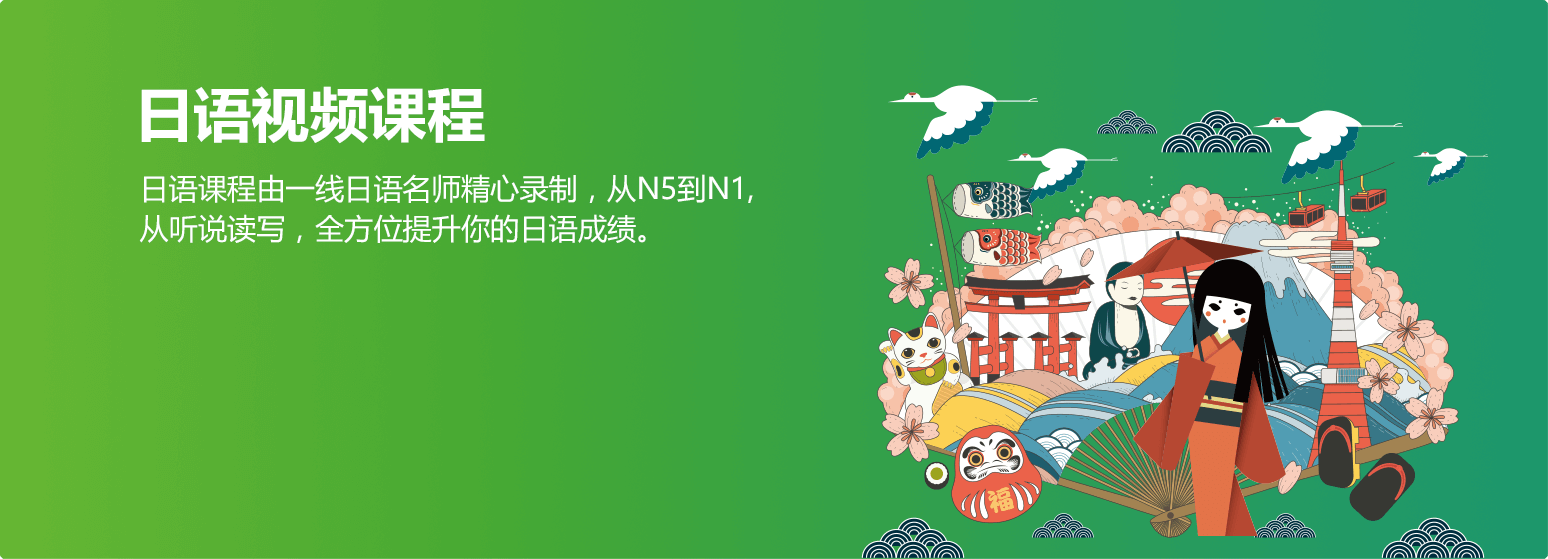 日语视频课程
日语课程由一线日语名师精心录制，从N5到N1,
从听说读写，全方位提升你的日语成绩。
福